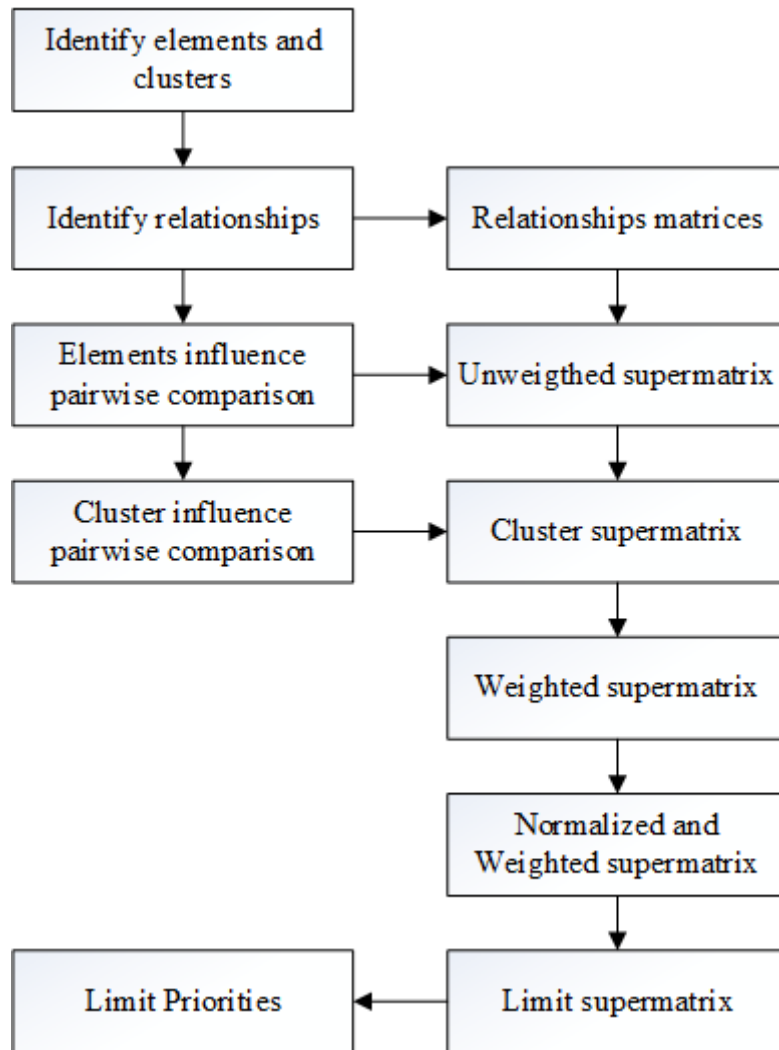 Identify elements and
clusters
Identify relationships
Relationships matrices
Elements influence
pairwise comparison
Unweigthed supermatrix
Cluster influence
pairwise comparison
Cluster supermatrix
Weighted supermatrix
Normalized and
Weighted supermatrix
Limit Priorities
Limit supermatrix